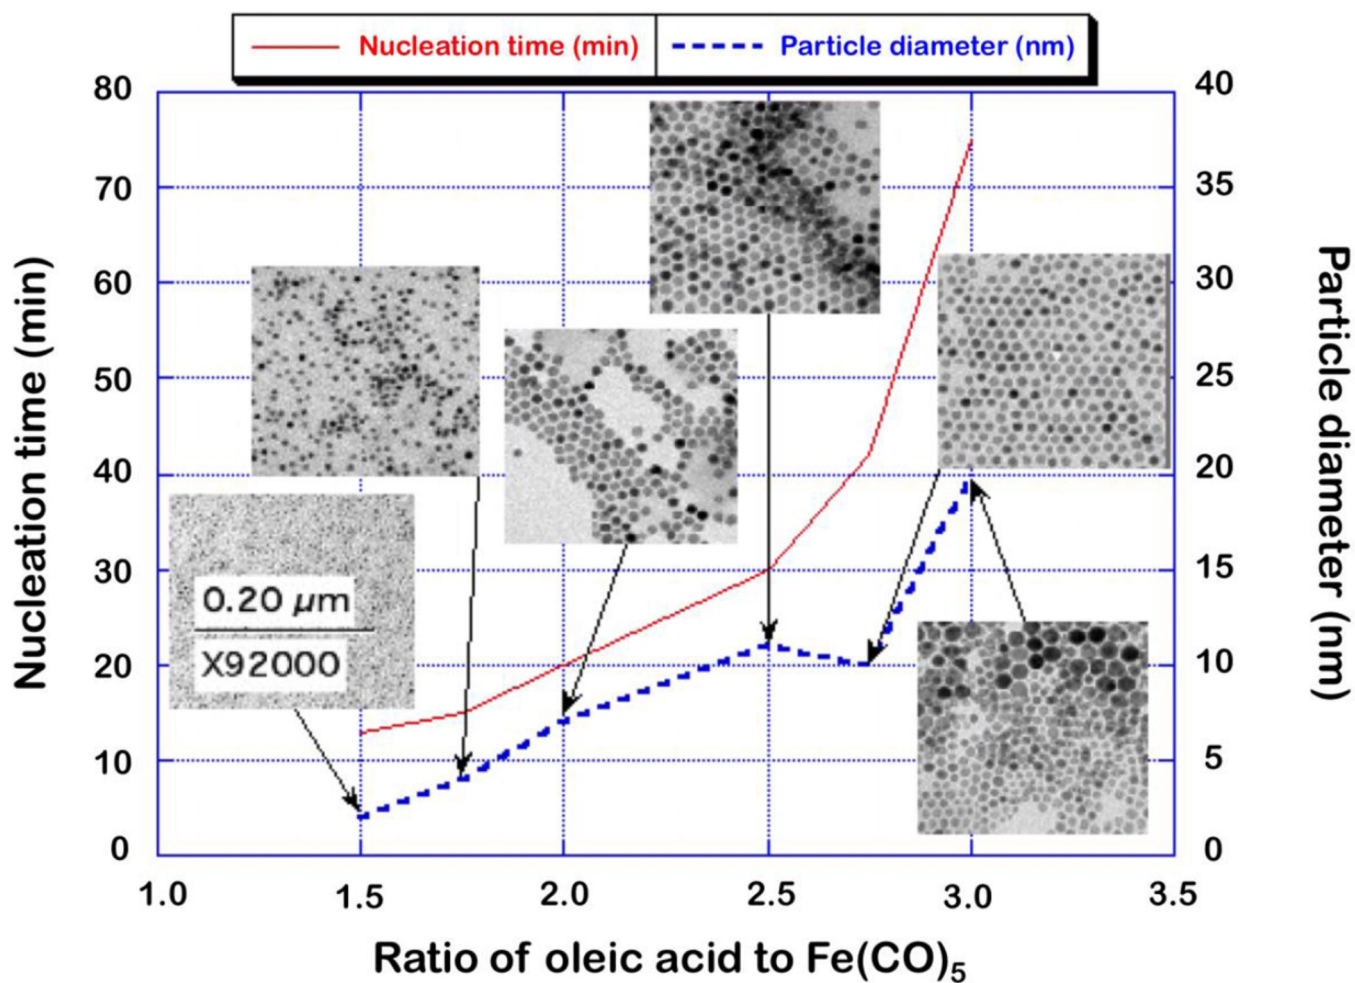 Nucleation time (min) Particle diameter (nm)
80
70
60
50
40
30
20
10
0
Nucleation time (min)
40
35
30
25
20
15
10
5
0
Particle diameter (nm)
0.20 µm
X92000
1.0 1.5 2.0 2.5 3.0 3.5
Ratio of oleic acid to Fe(CO)₅